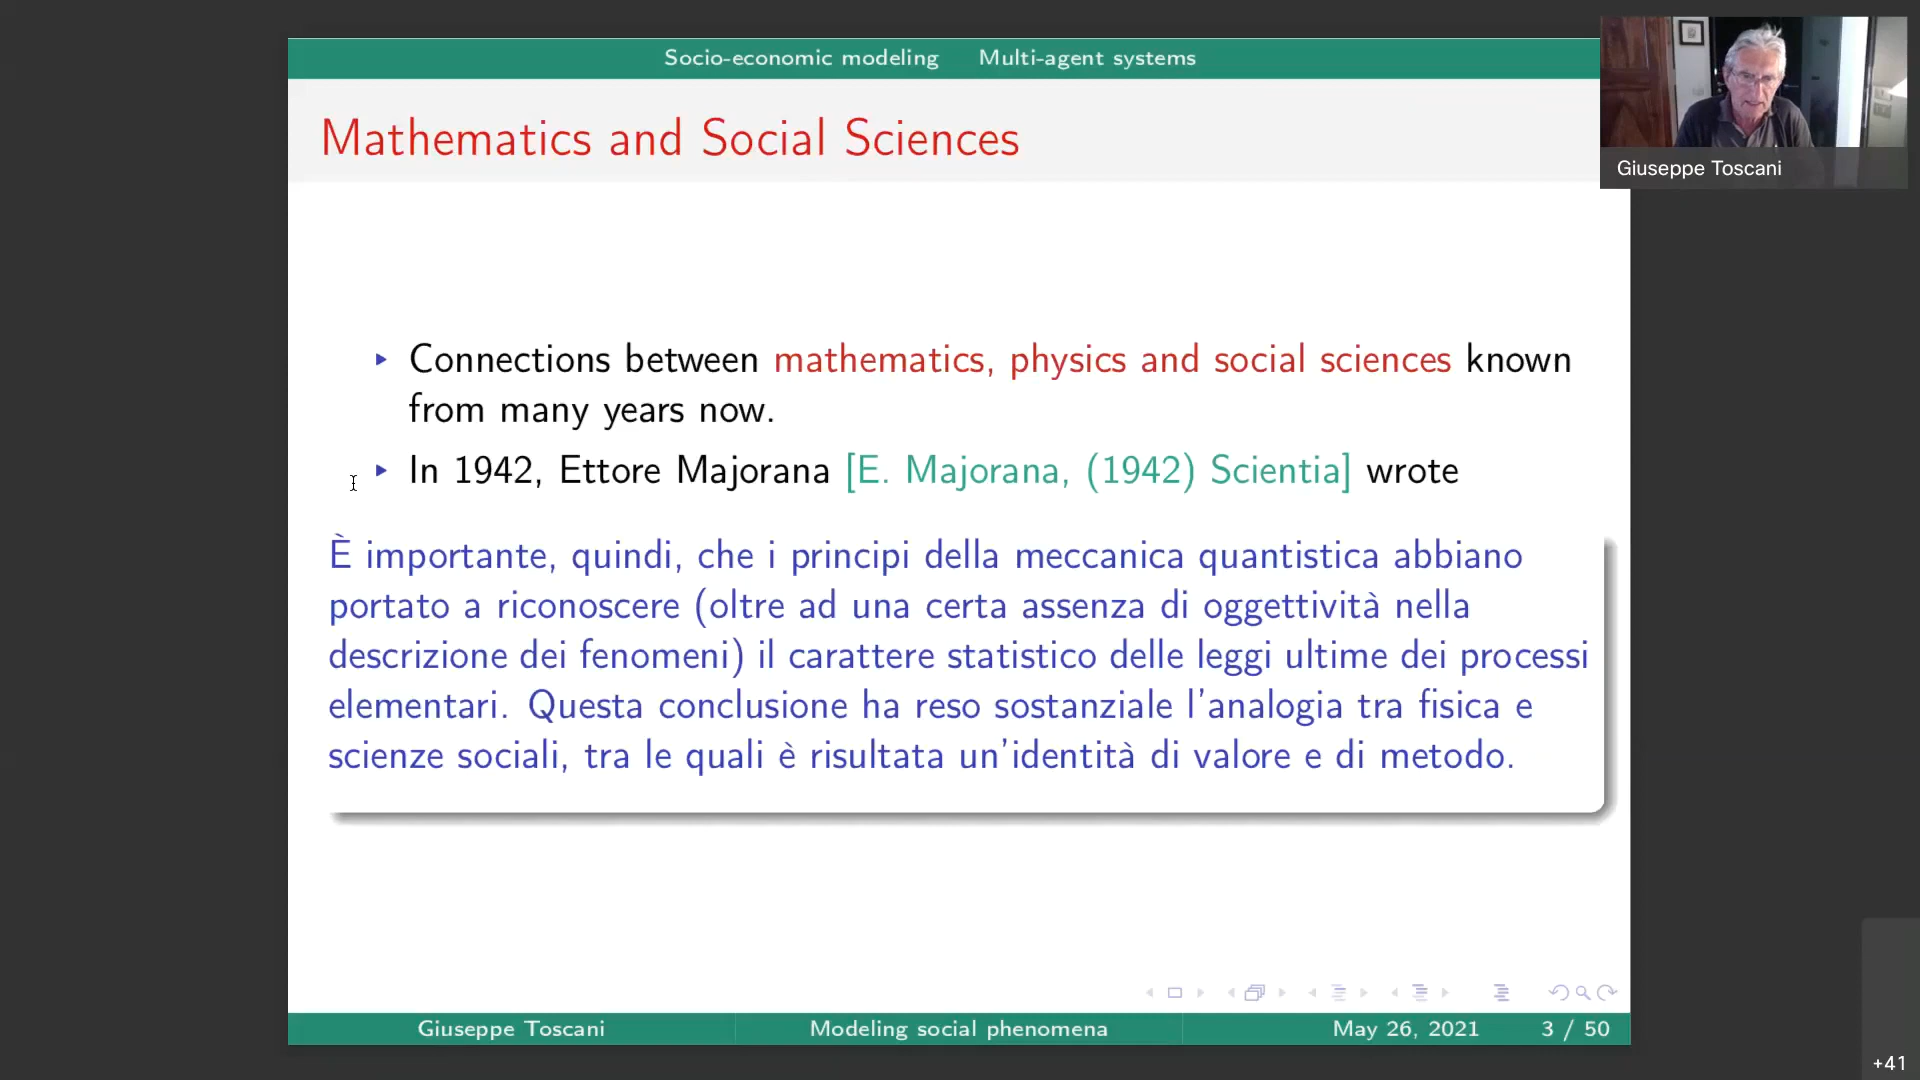 Socio-economic modeling Multi-agent systems
Mathematics and Social Sciences
Giuseppe Toscani
Connections between mathematics, physics and social sciences known
from many years now.
In 1942, Ettore Majorana [E. Majorana, (1942) Scientia] wrote
È importante, quindi, che i principi della meccanica quantistica abbiano
portato a riconoscere (oltre ad una certa assenza di oggettività nella
descrizione dei fenomeni) il carattere statistico delle leggi ultime dei processi
elementari. Questa conclusione ha reso sostanziale l'analogia tra fisica e
scienze sociali, tra le quali è risultata un'identità di valore e di metodo.
Giuseppe Toscani Modeling social phenomena May 26, 2021 3 / 50
+41